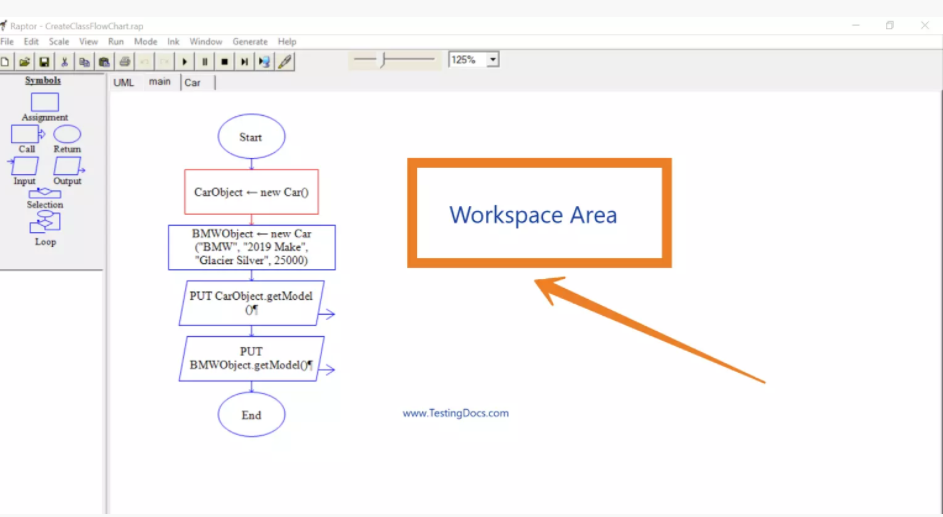 Raptor - CreateClassFlowChart.rap
File Edit Scale View Run Mode Ink Window Generate Help
125%
Symbols
Assignment
Call Return
Input Output
Selection
Loop
UML main Car
Start
CarObject ← new Car()
BMWObject ← new Car
("BMW", "2019 Make",
"Glacier Silver", 25000)
PUT CarObject.getModel
()¶
PUT
BMWObject.getModel()¶
End
Workspace Area
www.TestingDocs.com